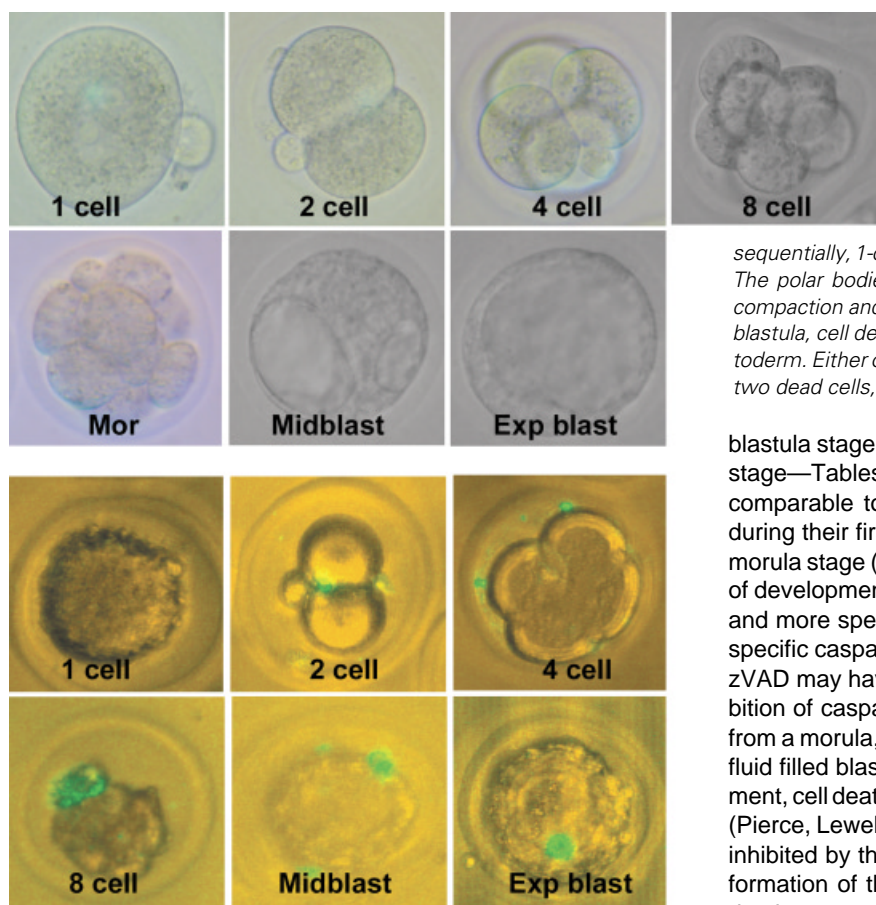 1 cell
2 cell
4 cell
8 cell
Mor
Midblast
Exp blast
1 cell
2 cell
4 cell
8 cell
Midblast
Exp blast
sequentially, 1-
The polar bodie
compaction and
blastula, cell de
toderm. Either
two dead cells,
blastula stage
stage—Tables
comparable to
during their fir
morula stage (
of developmen
and more spe
specific caspa
zVAD may hav
bition of caspa
from a morula,
fluid filled blas
ment, cell deat
(Pierce, Lewel
inhibited by th
formation of th